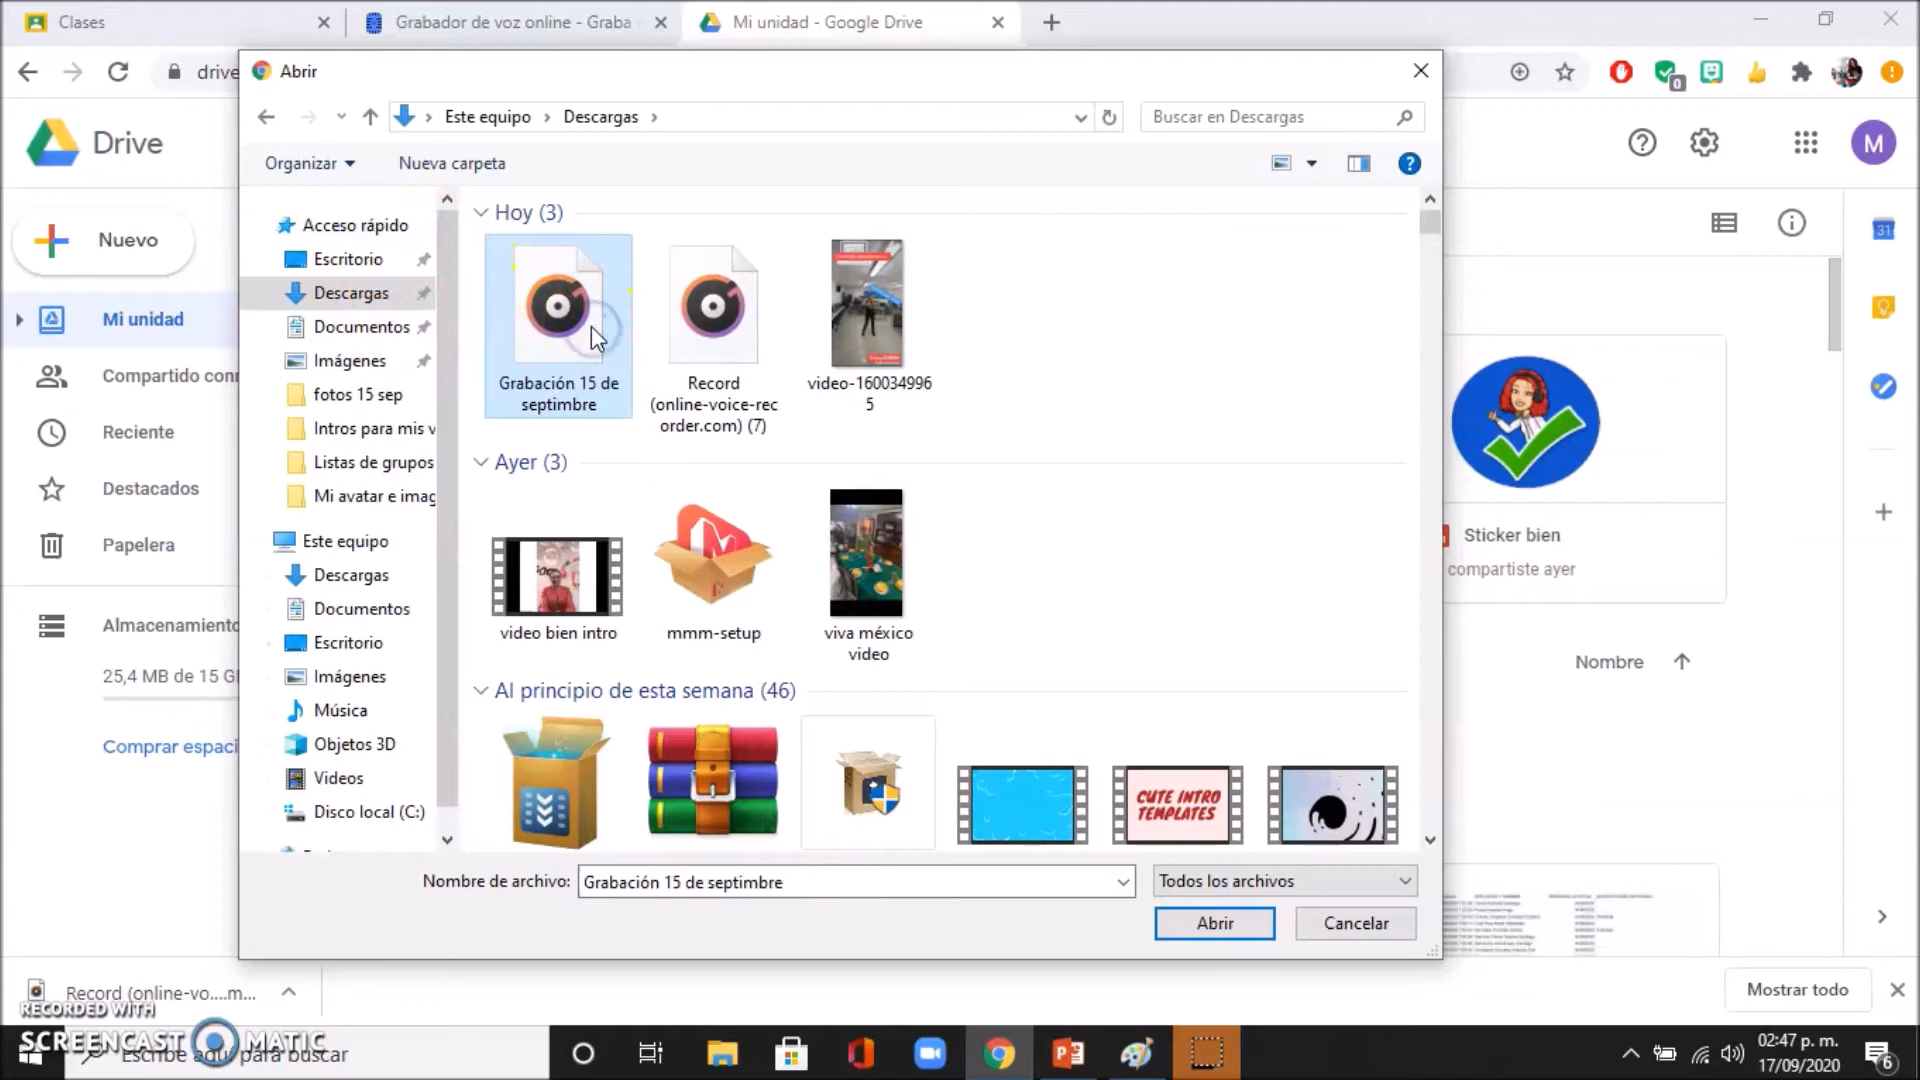 Clases
Grabador de voz online - Graba
Mi unidad - Google Drive
drive
Abrir
Este equipo
Descargas
Buscar en Descargas
Drive
M
Organizar
Nueva carpeta
Nuevo
Mi unidad
Compartido con
Reciente
Destacados
Papelera
Almacenamiento
25,4 MB de 15 G
Comprar espaci
Acceso rápido
Escritorio
Descargas
Documentos
Imágenes
fotos 15 sep
Intros para mis v
Listas de grupos
Mi avatar e imag
Este equipo
Descargas
Documentos
Escritorio
Imágenes
Música
Objetos 3D
Videos
Disco local (C:)
Hoy (3)
Grabación 15 de
septimbre
Record
(online-voice-rec
order.com) (7)
video-160034996
5
Ayer (3)
video bien intro
mmm-setup
viva méxico
video
Al principio de esta semana (46)
CUTE INTRO
TEMPLATES
Nombre de archivo:
Grabación 15 de septimbre
Todos los archivos
Abrir
Cancelar
0
31
Sticker bien
compartiste ayer
Nombre
Record (online-vo....m...
Mostrar todo
RECORDED WITH
SCREENCAST MATIC
Escribe aquí para buscar
02:47 p. m.
17/09/2020
6